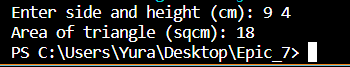 Enter side and height (cm): 9 4
Area of triangle (sqcm): 18
PS C:\Users\Yura\Desktop\Epic_7>